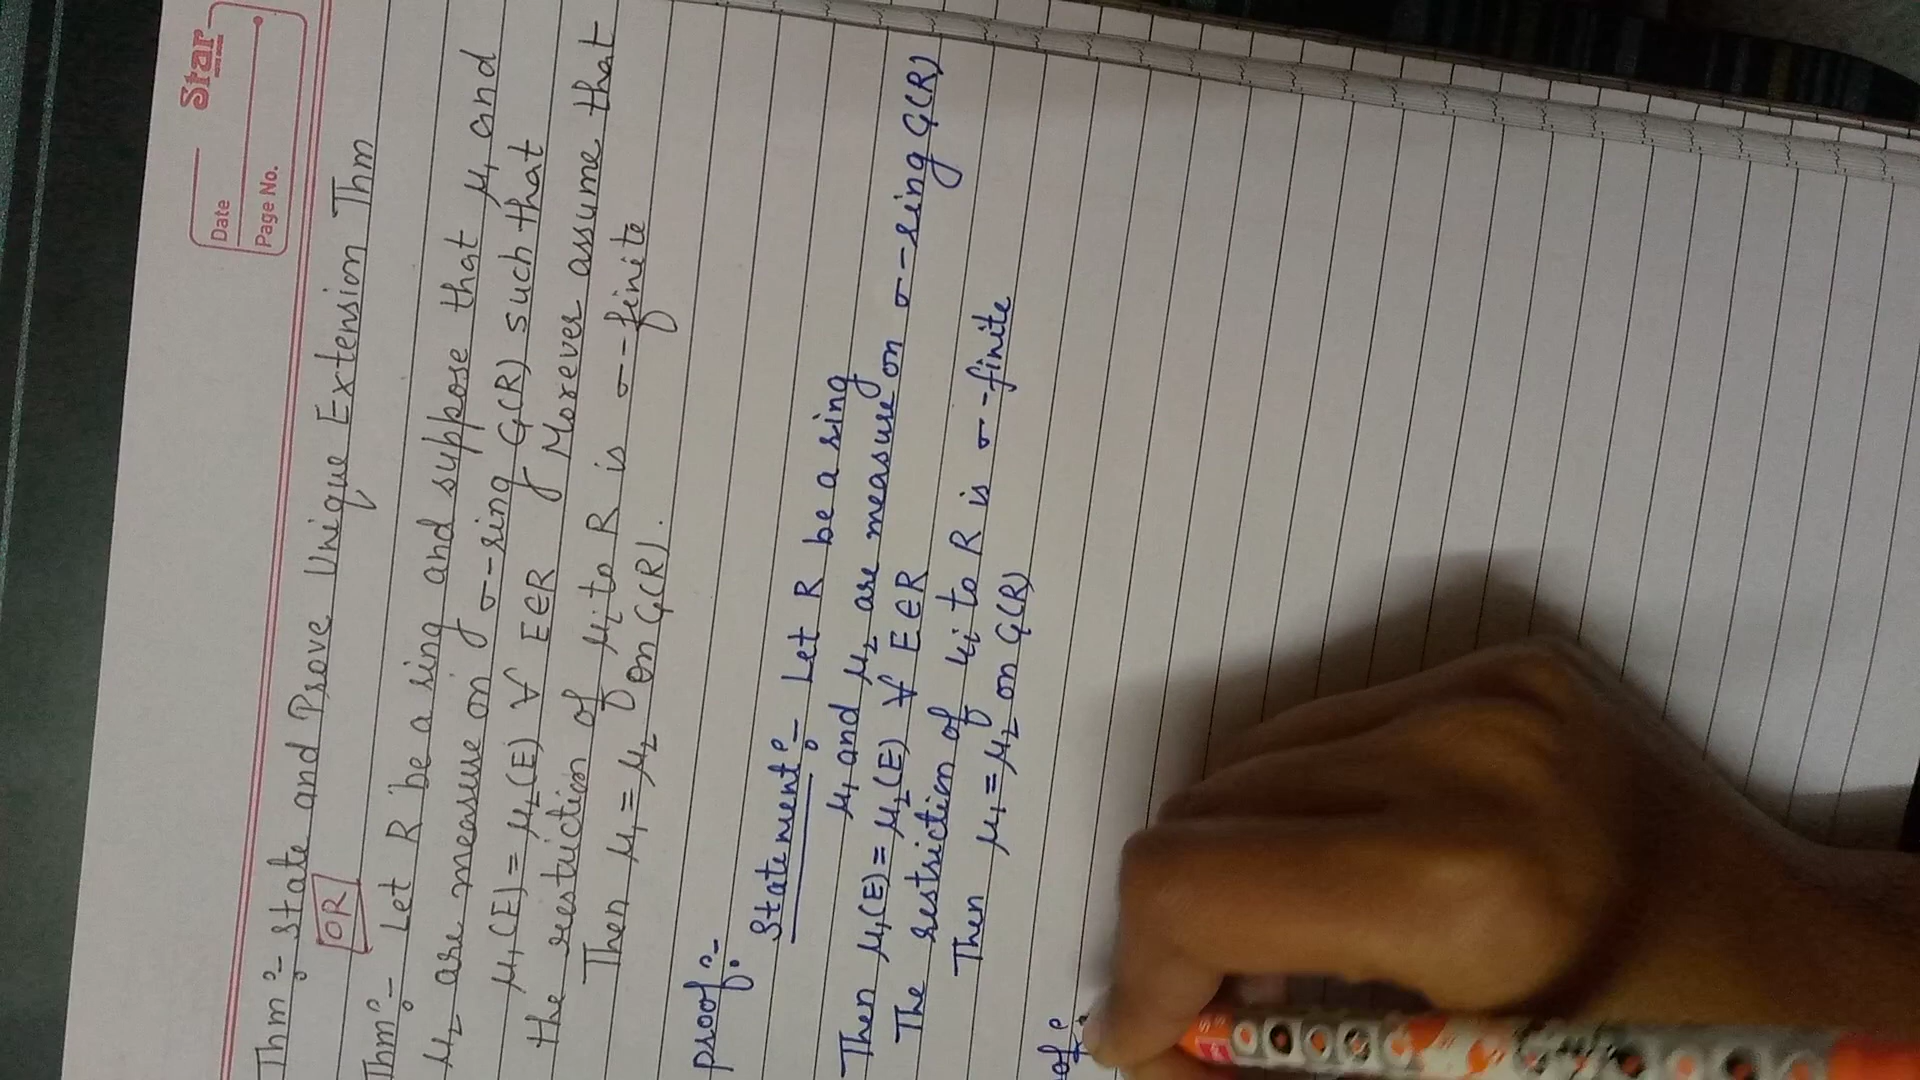 Star
Date
Page No.
Thm:- State and Prove Unique Extension Thm
OR
Thm:- Let R be a ring and suppose that μ₁ and
μ₂ are measure on σ-ring G(R) such that
μ₁(E) = μ₂(E) ∀ E∈R Morever assume that
the restriction of μᵢ to R is σ-finite
Then μ₁ = μ₂ on G(R).
proof:-
Statement:- Let R be a ring
μ₁ and μ₂ are measure on σ-ring G(R)
Then μ₁(E) = μ₂(E) ∀ E∈R
The restriction of μᵢ to R is σ-finite
Then μ₁ = μ₂ on G(R)